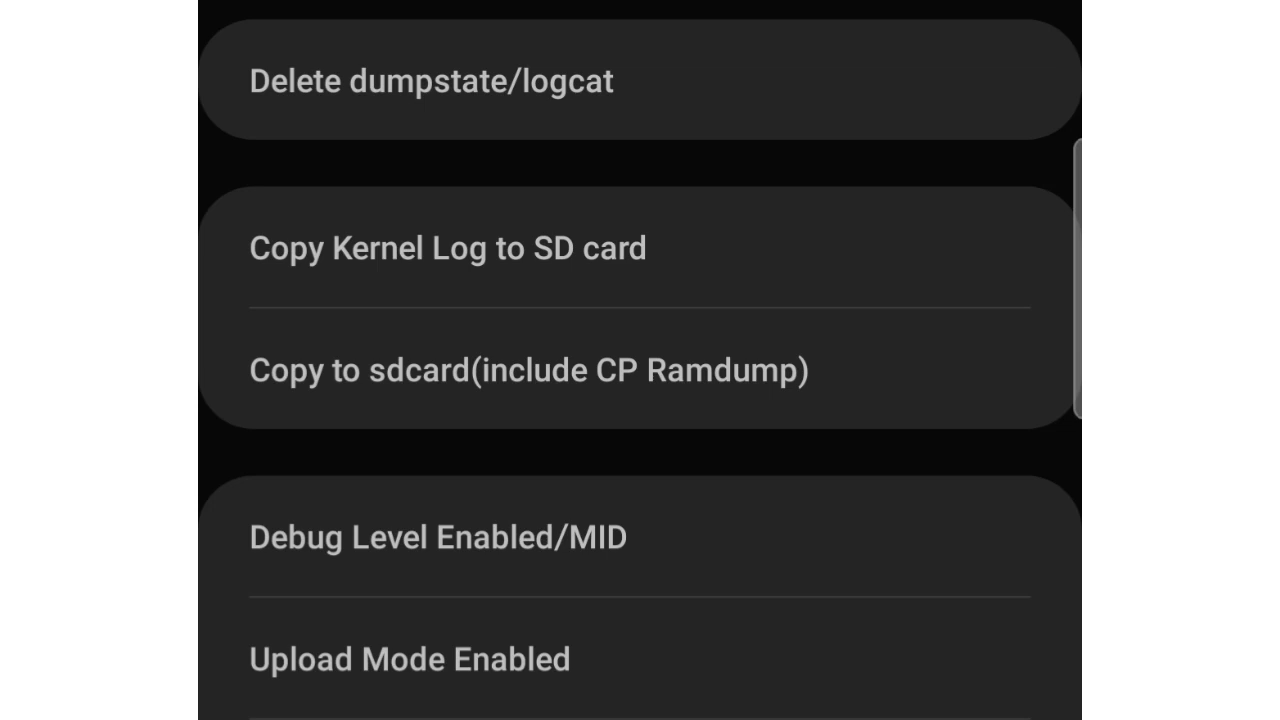 Delete dumpstate/logcat
Copy Kernel Log to SD card
Copy to sdcard(include CP Ramdump)
Debug Level Enabled/MID
Upload Mode Enabled